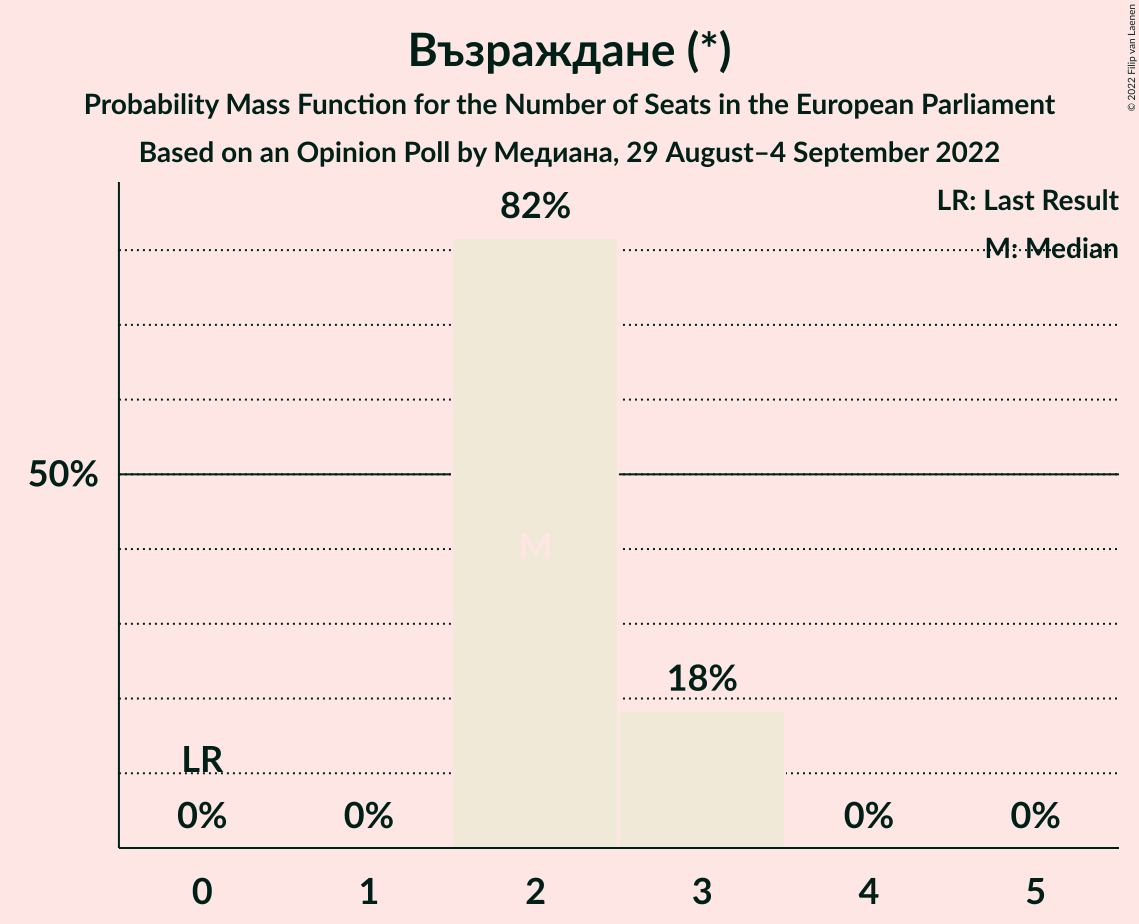 Възраждане (*)
Probability Mass Function for the Number of Seats in the European Parliament
Based on an Opinion Poll by Медиана, 29 August–4 September 2022
© 2022 Filip van Laenen
LR: Last Result
M: Median
82%
50%
M
18%
LR
0% 0% 0% 0%
0 1 2 3 4 5